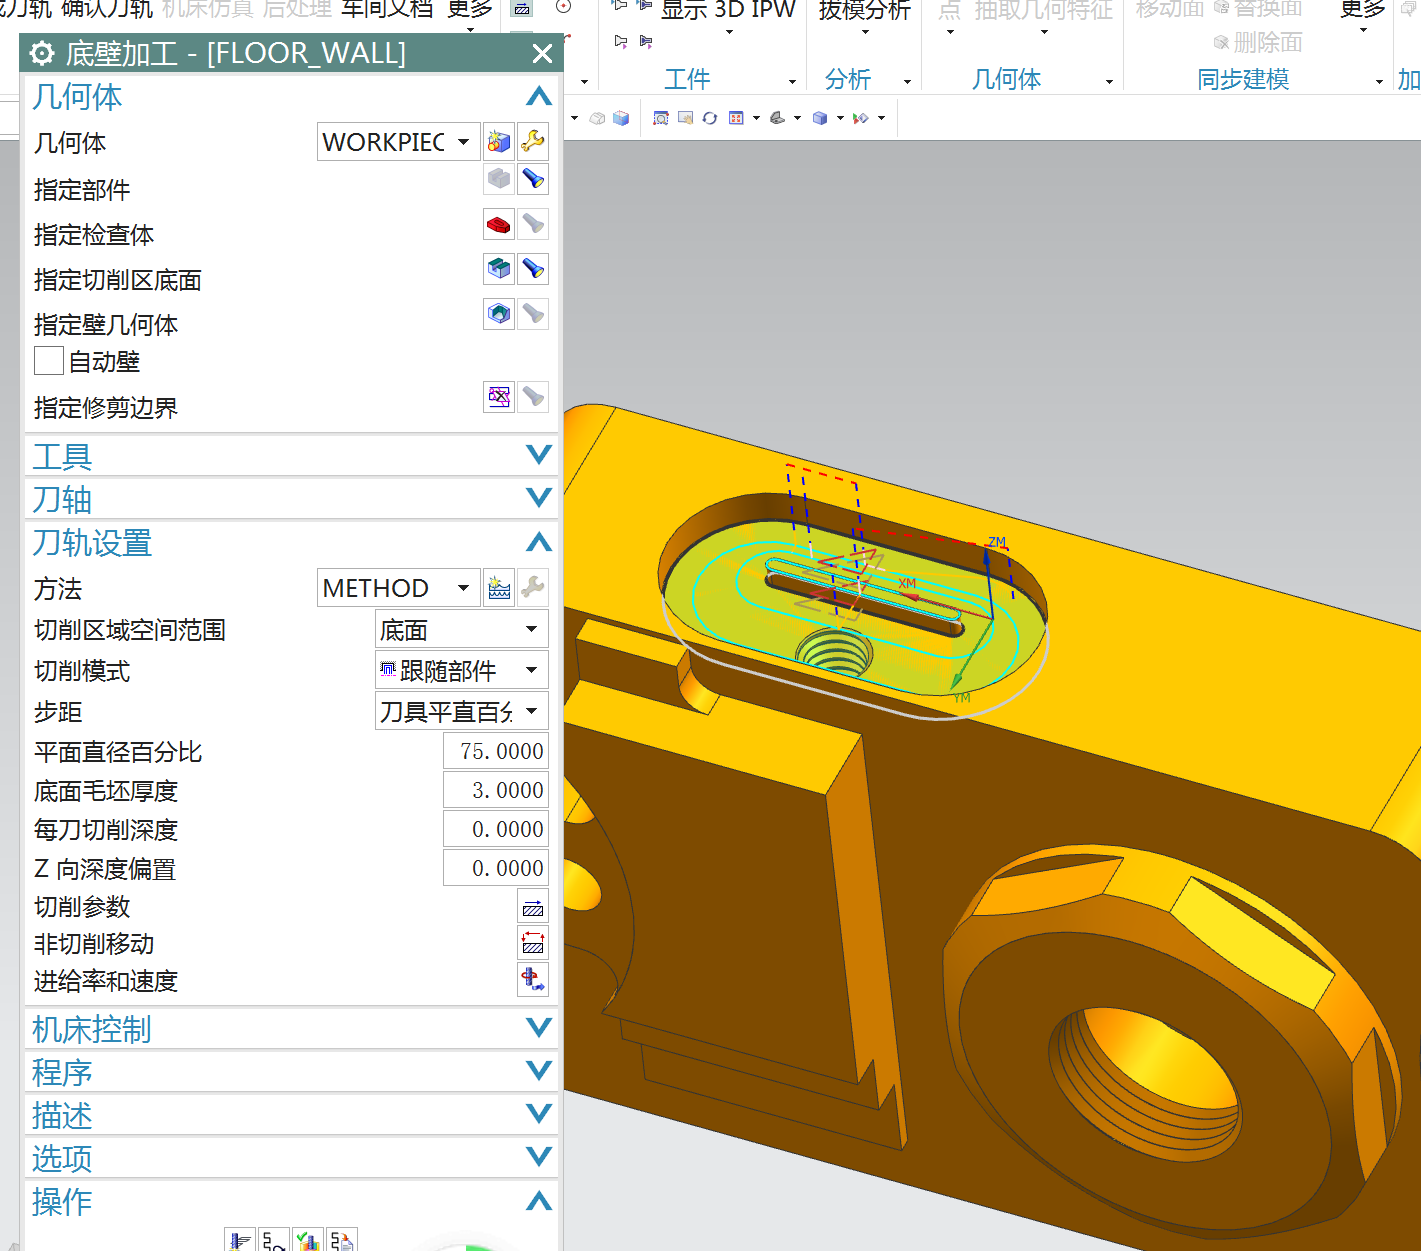 刀轨 确认刀轨 机床仿真 后处理 车间文档 更多 显示 3D IPW 拔模分析 点 抽取几何特征 移动面 替换面 更多
删除面
工件 分析 几何体 同步建模 加
底壁加工 - [FLOOR_WALL]
几何体
几何体 WORKPIEC
指定部件
指定检查体
指定切削区底面
指定壁几何体
自动壁
指定修剪边界
工具
刀轴
刀轨设置
方法 METHOD
切削区域空间范围 底面
切削模式 跟随部件
步距 刀具平直百分
平面直径百分比 75.0000
底面毛坯厚度 3.0000
每刀切削深度 0.0000
Z 向深度偏置 0.0000
切削参数
非切削移动
进给率和速度
机床控制
程序
描述
选项
操作
ZM
XM
YM